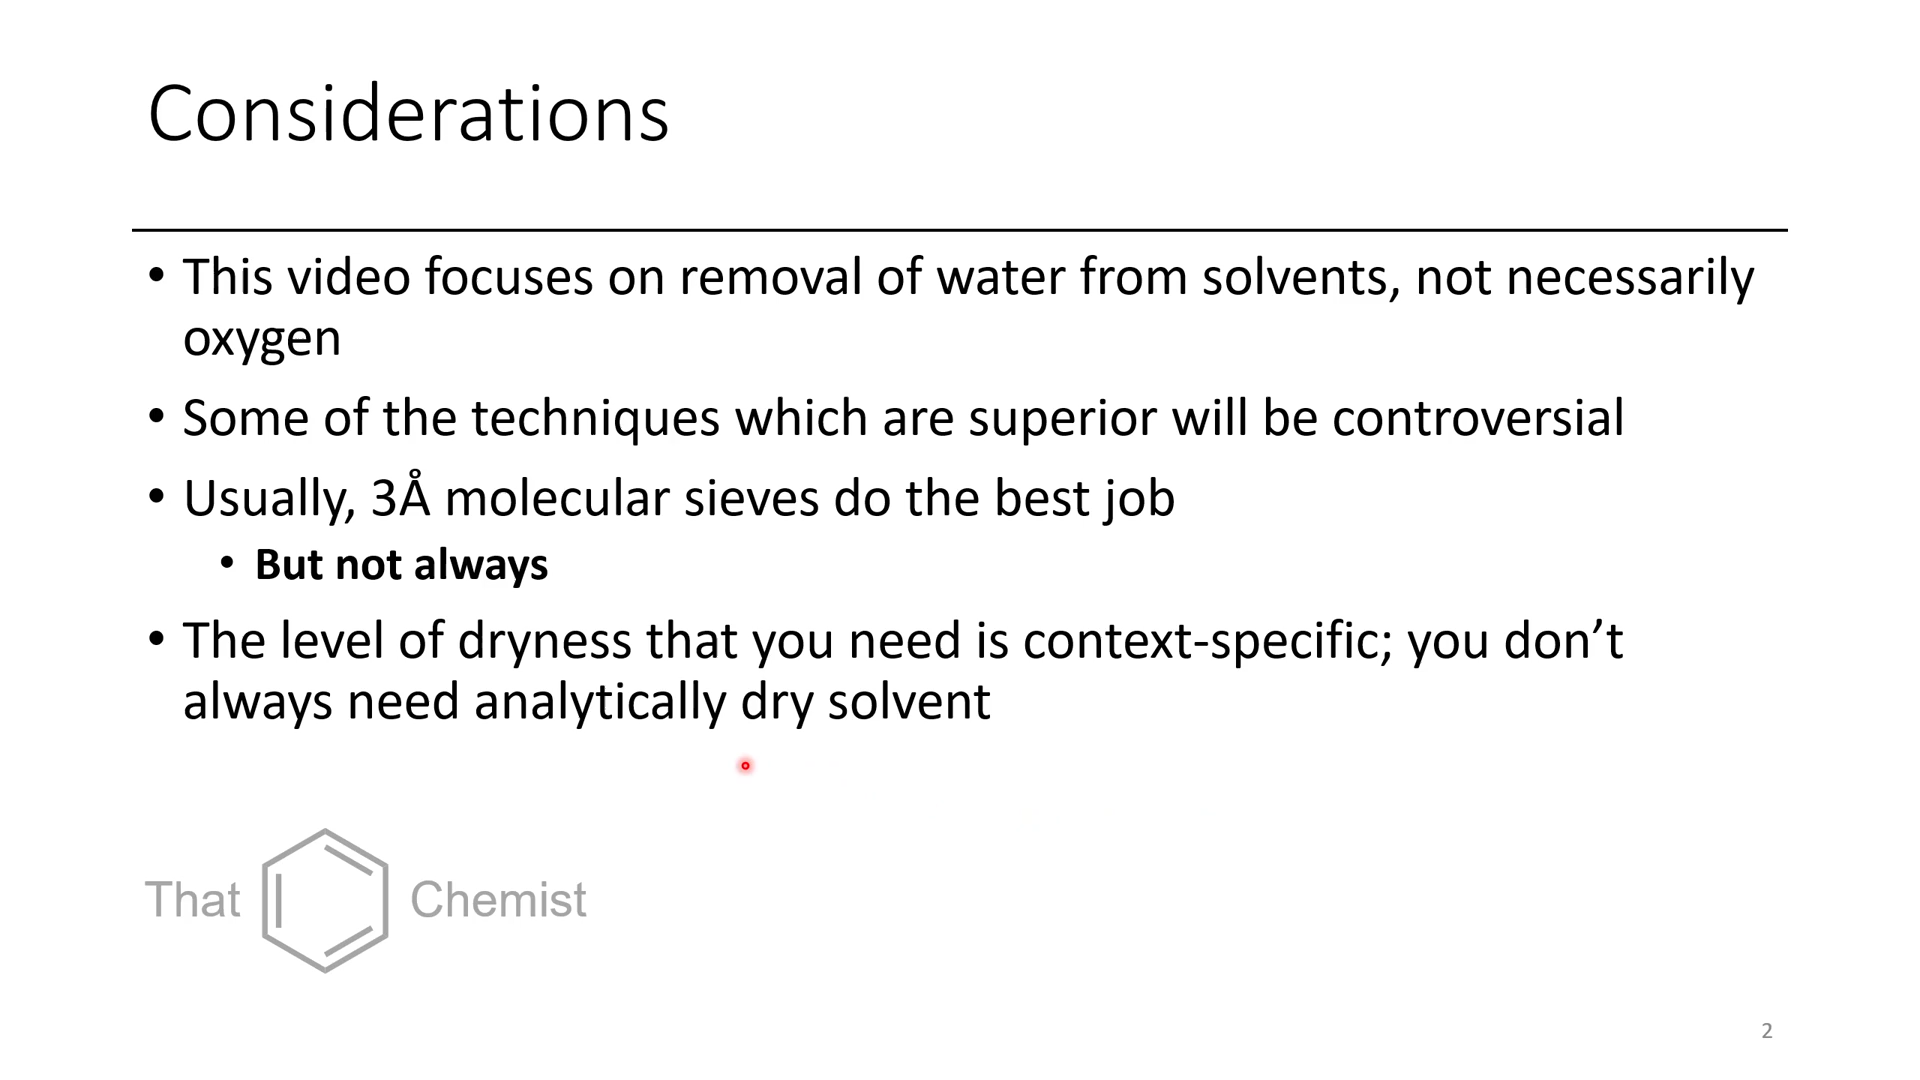 Considerations
• This video focuses on removal of water from solvents, not necessarily
oxygen
• Some of the techniques which are superior will be controversial
• Usually, 3Å molecular sieves do the best job
• But not always
• The level of dryness that you need is context-specific; you don’t
always need analytically dry solvent
That Chemist
2